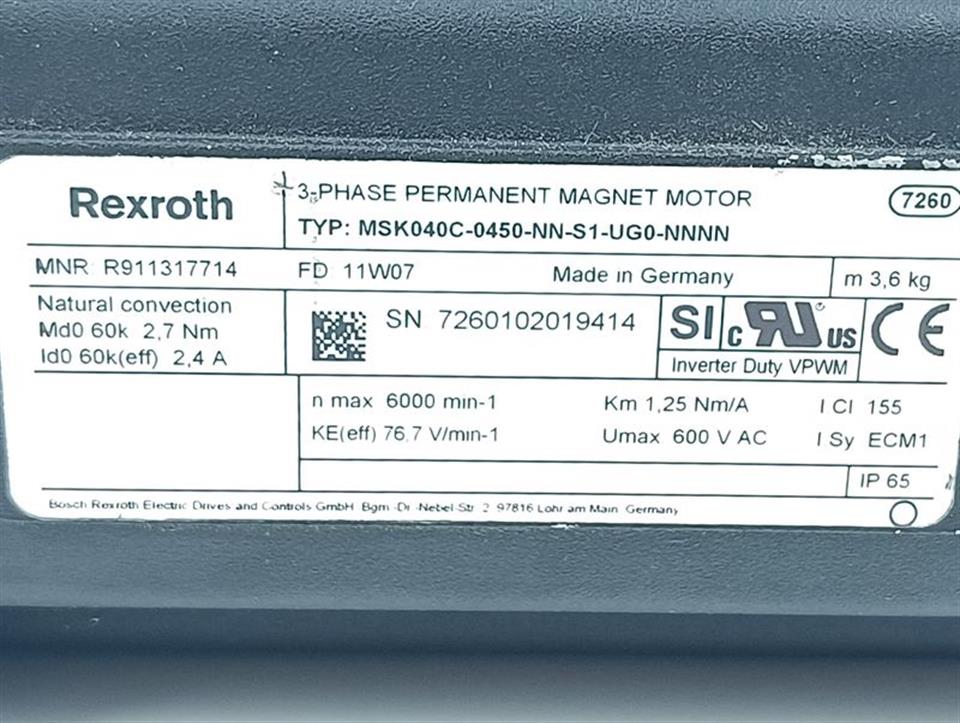 Rexroth
3-PHASE PERMANENT MAGNET MOTOR
7260
TYP: MSK040C-0450-NN-S1-UG0-NNNN
MNR: R911317714
FD 11W07
Made in Germany
m 3,6 kg
Natural convection
Md0 60k 2,7 Nm
Id0 60k(eff) 2,4 A
SN 7260102019414
SI
c RU ® US
CE
Inverter Duty VPWM
n max 6000 min-1
Km 1,25 Nm/A
I Cl 155
KE(eff) 76,7 V/min-1
Umax 600 V AC
I Sy ECM1
IP 65
Bosch Rexroth Electric Drives and Controls GmbH Bgm.-Dr.-Nebel-Str. 2 97816 Lohr am Main Germany